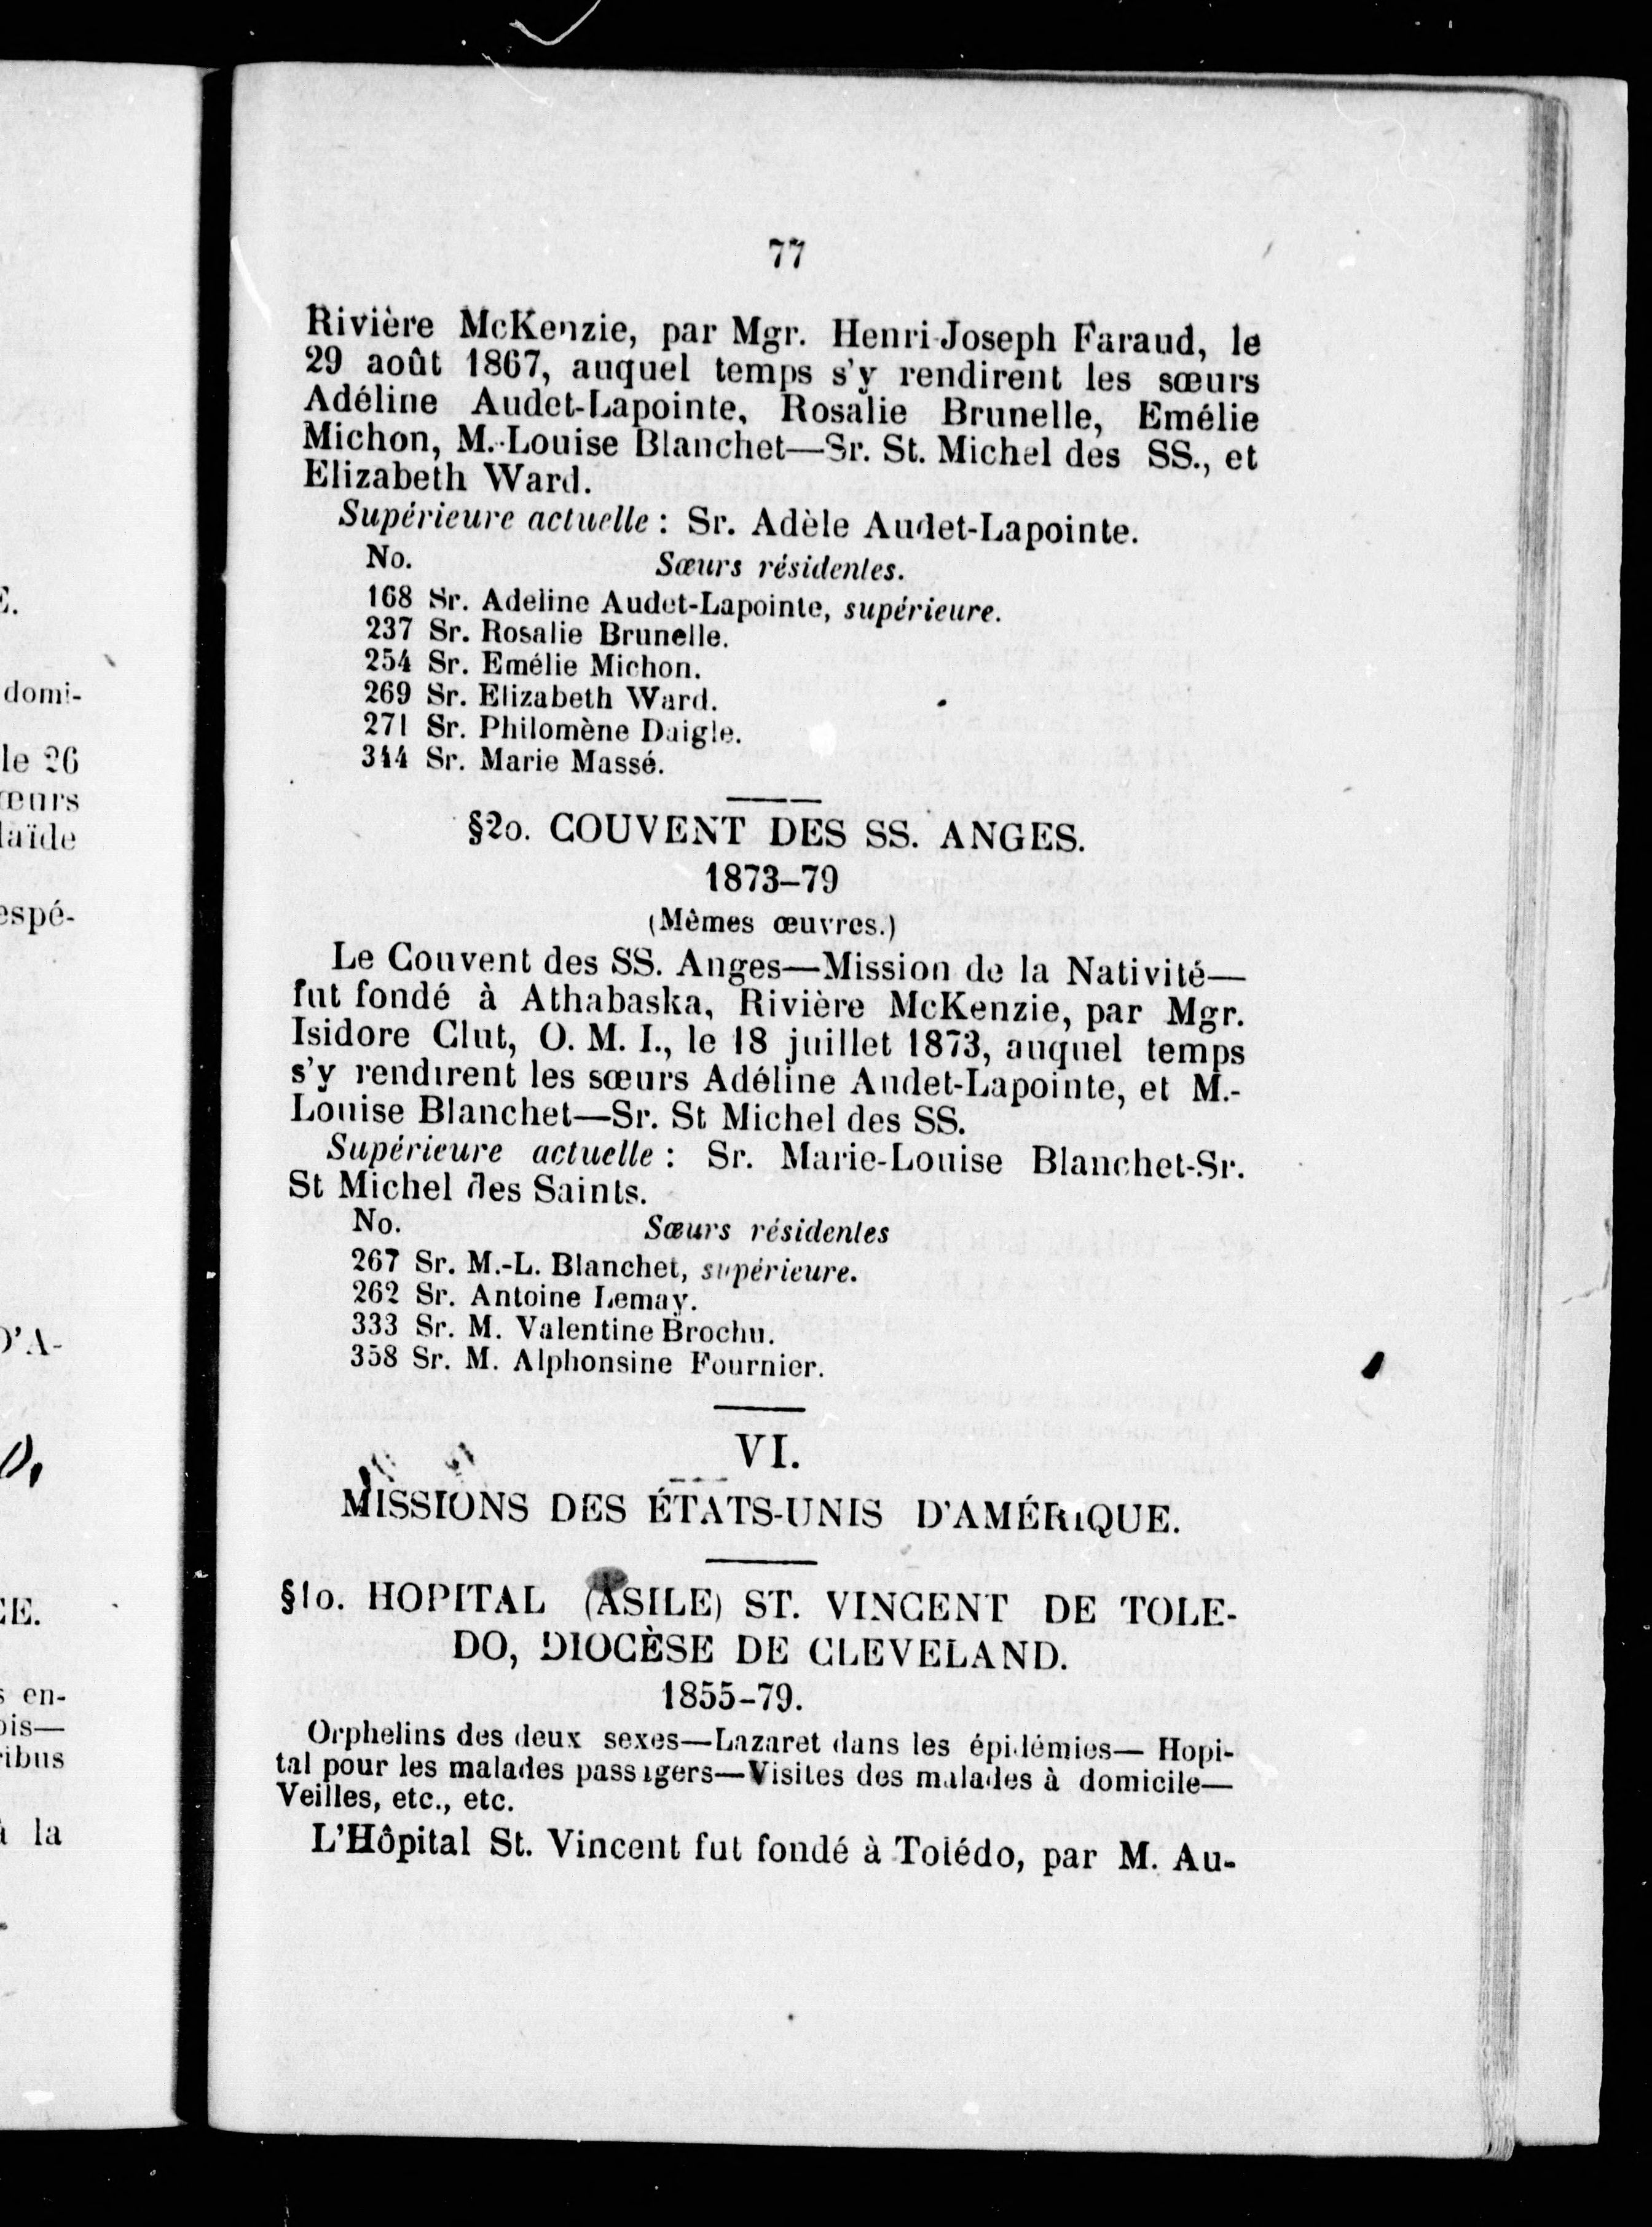 77
Rivière McKenzie, par Mgr. Henri-Joseph Faraud, le
29 août 1867, auquel temps s'y rendirent les sœurs
Adéline Audet-Lapointe, Rosalie Brunelle, Emélie
Michon, M.-Louise Blanchet—Sr. St. Michel des SS., et
Elizabeth Ward.
Supérieure actuelle : Sr. Adèle Audet-Lapointe.
No. Sœurs résidentes.
168 Sr. Adeline Audet-Lapointe, supérieure.
237 Sr. Rosalie Brunelle.
254 Sr. Emélie Michon.
269 Sr. Elizabeth Ward.
271 Sr. Philomène Daigle.
344 Sr. Marie Massé.
§2o. COUVENT DES SS. ANGES.
1873–79
(Mêmes œuvres.)
Le Couvent des SS. Anges—Mission de la Nativité—
fut fondé à Athabaska, Rivière McKenzie, par Mgr.
Isidore Clut, O. M. I., le 18 juillet 1873, auquel temps
s'y rendirent les sœurs Adéline Audet-Lapointe, et M.-
Louise Blanchet—Sr. St Michel des SS.
Supérieure actuelle : Sr. Marie-Louise Blanchet-Sr.
St Michel des Saints.
No. Sœurs résidentes
267 Sr. M.-L. Blanchet, supérieure.
262 Sr. Antoine Lemay.
333 Sr. M. Valentine Brochu.
358 Sr. M. Alphonsine Fournier.
VI.
MISSIONS DES ÉTATS-UNIS D'AMÉRIQUE.
§1o. HOPITAL (ASILE) ST. VINCENT DE TOLE-
DO, DIOCÈSE DE CLEVELAND.
1855–79.
Orphelins des deux sexes—Lazaret dans les épidémies— Hopi-
tal pour les malades passagers—Visites des malades à domicile—
Veilles, etc., etc.
L'Hôpital St. Vincent fut fondé à Tolédo, par M. Au-
domi-
le 26
œurs
laïde
espé-
D'A-
en-
ois—
ribus
la